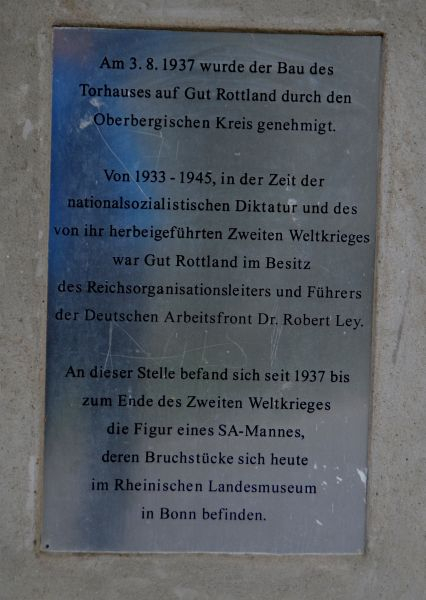 Am 3. 8. 1937 wurde der Bau des
Torhauses auf Gut Rottland durch den
Oberbergischen Kreis genehmigt.
Von 1933 - 1945, in der Zeit der
nationalsozialistischen Diktatur und des
von ihr herbeigeführten Zweiten Weltkrieges
war Gut Rottland im Besitz
des Reichsorganisationsleiters und Führers
der Deutschen Arbeitsfront Dr. Robert Ley.
An dieser Stelle befand sich seit 1937 bis
zum Ende des Zweiten Weltkrieges
die Figur eines SA-Mannes,
deren Bruchstücke sich heute
im Rheinischen Landesmuseum
in Bonn befinden.